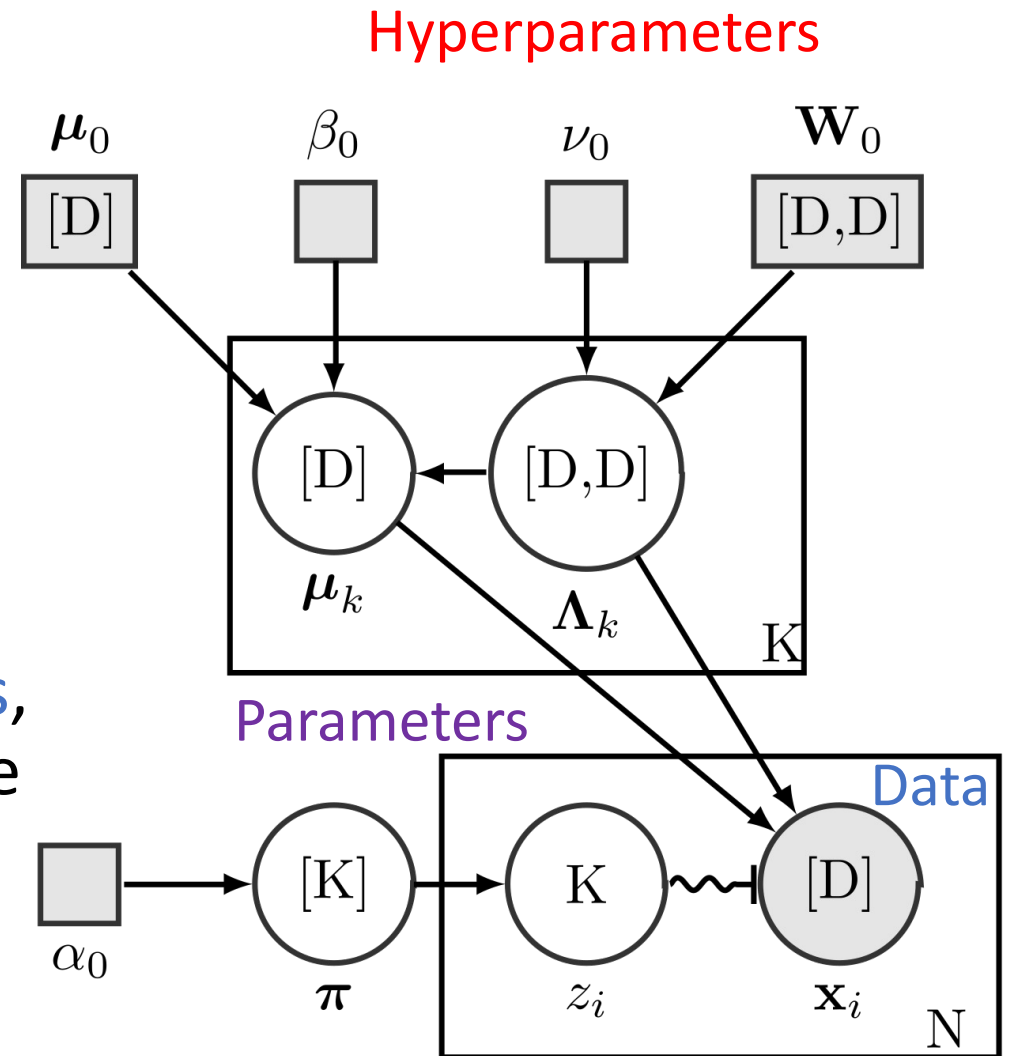 Hyperparameters
μ₀ β₀ ν₀ W₀
[D] [D,D]
[D] [D,D]
μₖ Λₖ
K
s,
Parameters
e
Data
[K] K [D]
α₀
π zᵢ xᵢ
N